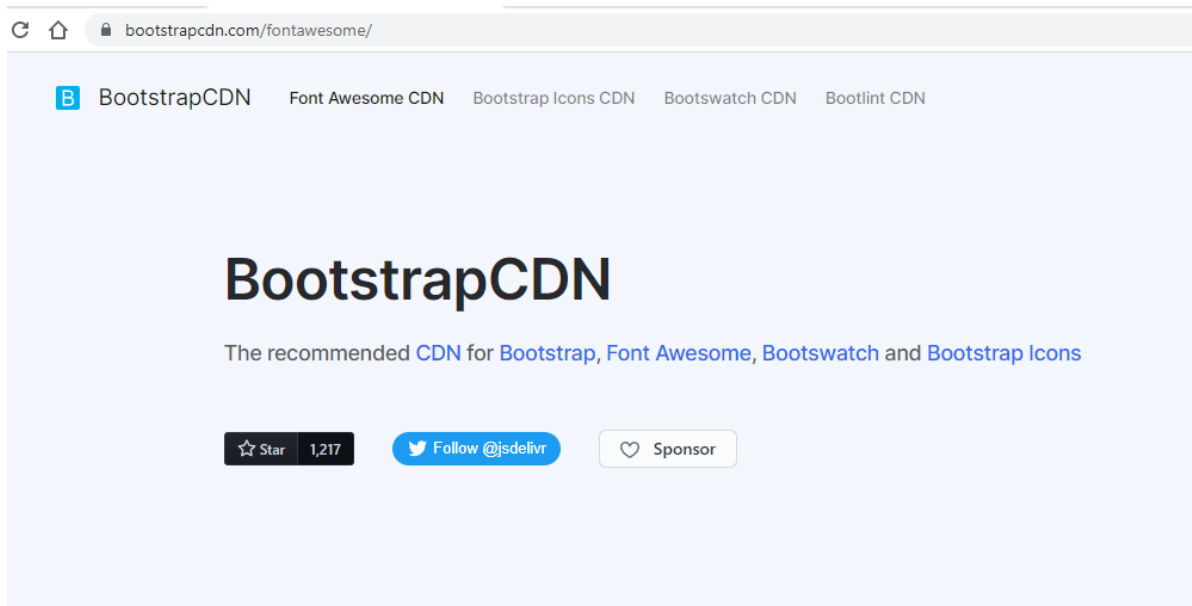 bootstrapcdn.com/fontawesome/
B BootstrapCDN Font Awesome CDN Bootstrap Icons CDN Bootswatch CDN Bootlint CDN
BootstrapCDN
The recommended CDN for Bootstrap, Font Awesome, Bootswatch and Bootstrap Icons
Star 1,217 Follow @jsdelivr Sponsor